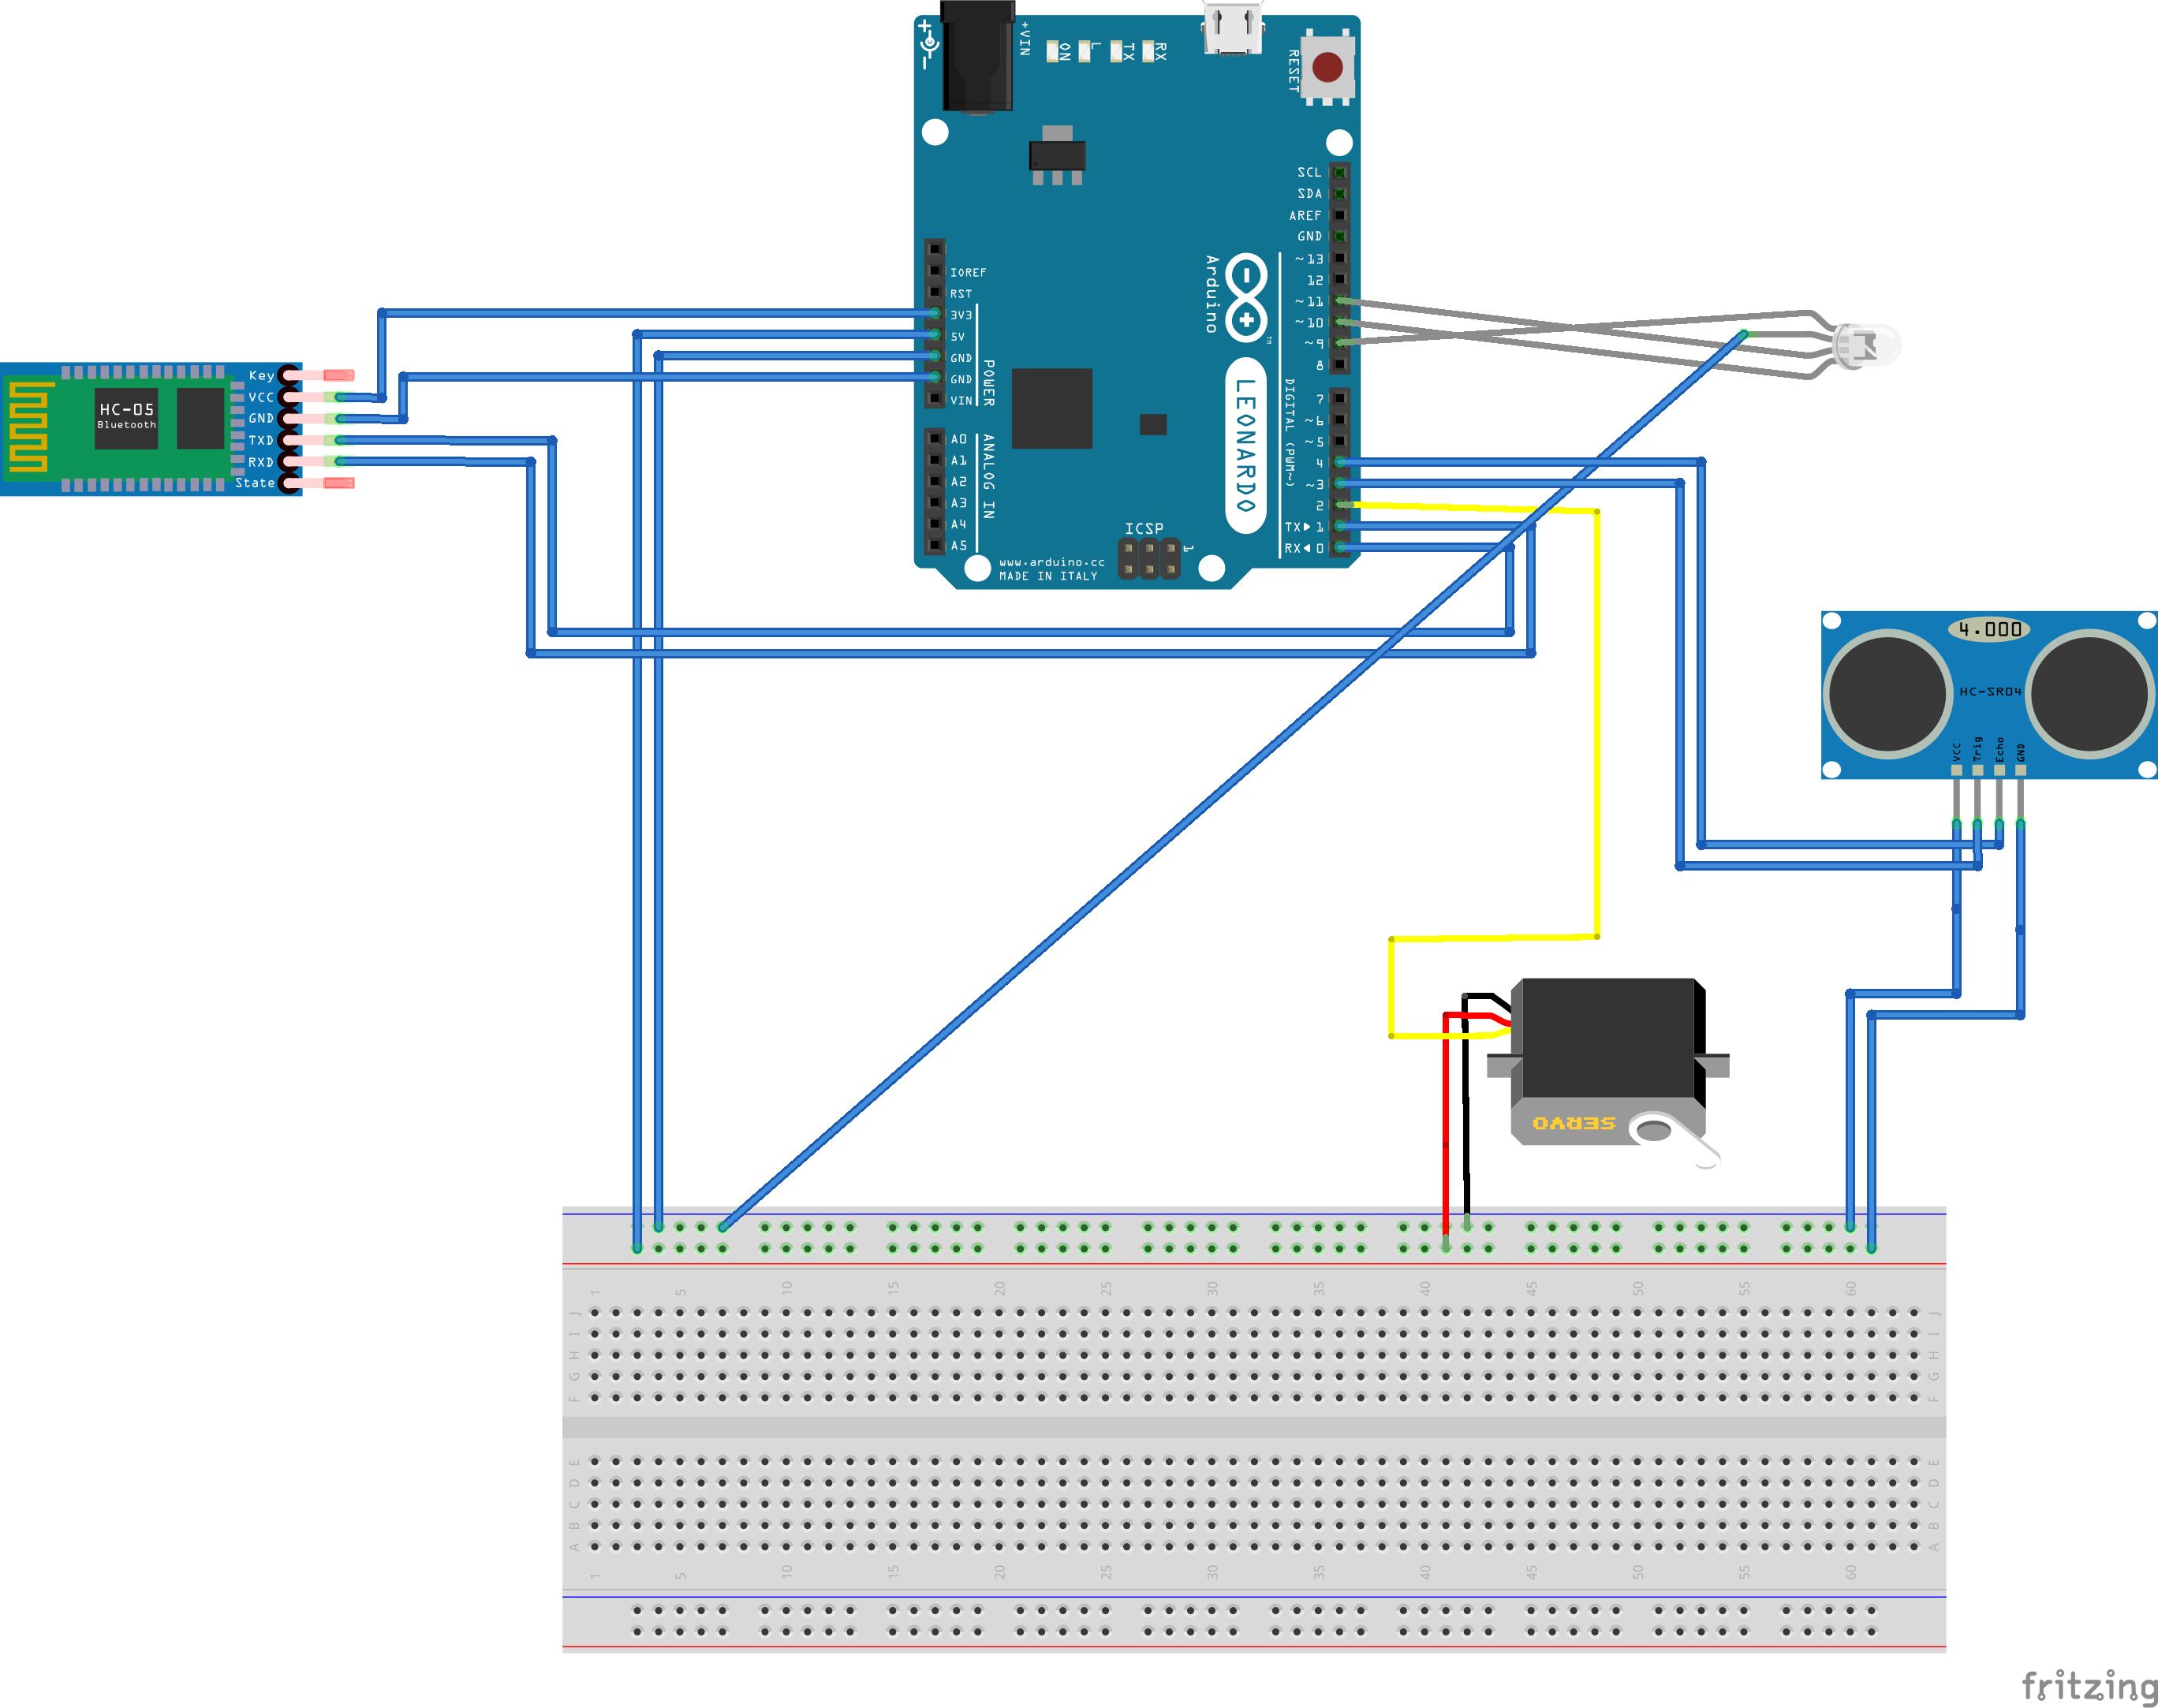 +VIN
ON
L
TX
RX
RESET
SCL
SDA
AREF
GND
~13
12
~11
~10
~9
8
7
~6
~5
4
~3
2
TX▶ 1
RX◀ 0
IOREF
RST
3V3
5V
GND
GND
VIN
POWER
A0
A1
A2
A3
A4
A5
ANALOG IN
Arduino
TM
LEONARDO
DIGITAL (PWM~)
ICSP
1
www.arduino.cc
MADE IN ITALY
HC-05
Bluetooth
Key
VCC
GND
TXD
RXD
State
4.000
HC-SR04
VCC
Trig
Echo
GND
SERVO
1 5 10 15 20 25 30 35 40 45 50 55 60
J J
I I
H H
G G
F F
E E
D D
C C
B B
A A
1 5 10 15 20 25 30 35 40 45 50 55 60
fritzing